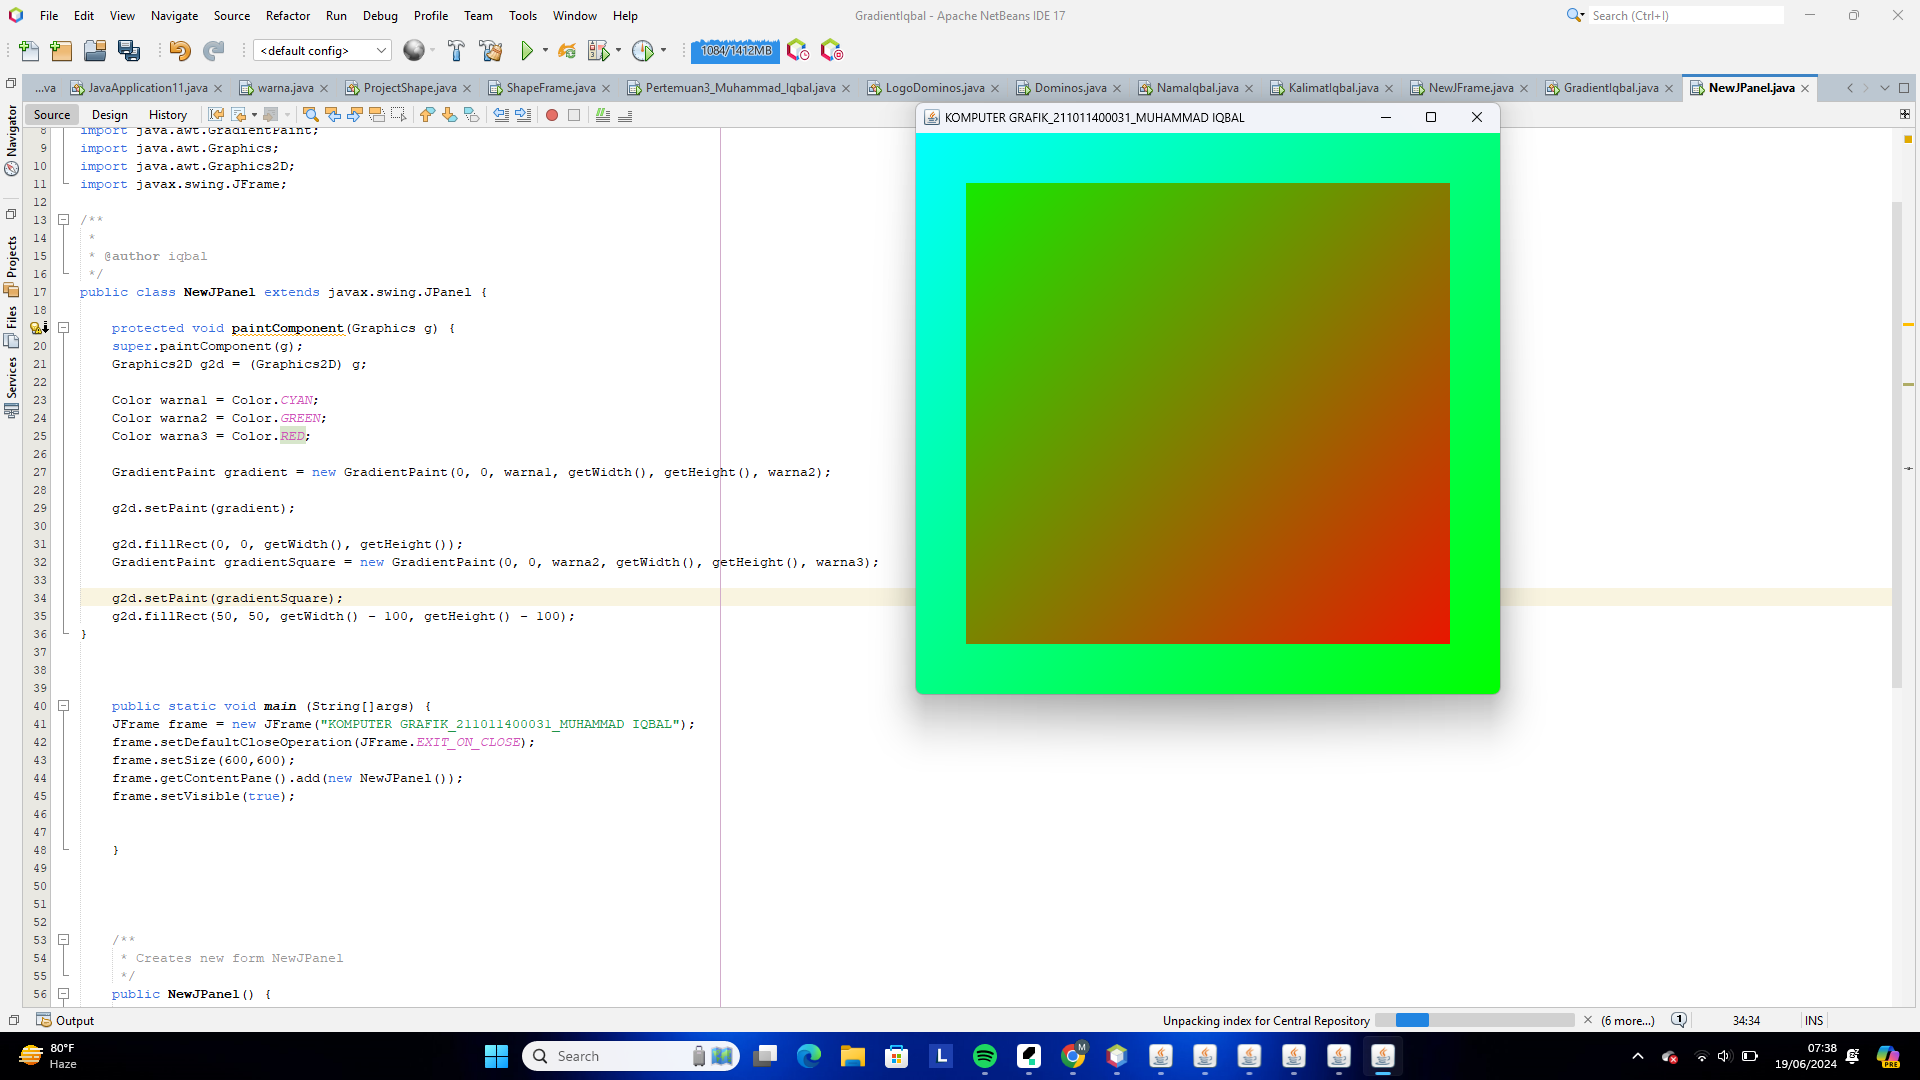 File Edit View Navigate Source Refactor Run Debug Profile Team Tools Window Help
GradientIqbal - Apache NetBeans IDE 17
Search (Ctrl+I)
<default config>
1084/1412MB
...va JavaApplication11.java warna.java ProjectShape.java ShapeFrame.java Pertemuan3_Muhammad_Iqbal.java LogoDominos.java Dominos.java NamaIqbal.java KalimatIqbal.java NewJFrame.java GradientIqbal.java NewJPanel.java
Source Design History
Navigator
Projects
Files
Services
8 import java.awt.GradientPaint;
9 import java.awt.Graphics;
10 import java.awt.Graphics2D;
11 import javax.swing.JFrame;
12
13 /**
14 *
15 * @author iqbal
16 */
17 public class NewJPanel extends javax.swing.JPanel {
18
protected void paintComponent(Graphics g) {
20 super.paintComponent(g);
21 Graphics2D g2d = (Graphics2D) g;
22
23 Color warna1 = Color.CYAN;
24 Color warna2 = Color.GREEN;
25 Color warna3 = Color.RED;
26
27 GradientPaint gradient = new GradientPaint(0, 0, warna1, getWidth(), getHeight(), warna2);
28
29 g2d.setPaint(gradient);
30
31 g2d.fillRect(0, 0, getWidth(), getHeight());
32 GradientPaint gradientSquare = new GradientPaint(0, 0, warna2, getWidth(), getHeight(), warna3);
33
34 g2d.setPaint(gradientSquare);
35 g2d.fillRect(50, 50, getWidth() - 100, getHeight() - 100);
36 }
37
38
39
40 public static void main (String[]args) {
41 JFrame frame = new JFrame("KOMPUTER GRAFIK_211011400031_MUHAMMAD IQBAL");
42 frame.setDefaultCloseOperation(JFrame.EXIT_ON_CLOSE);
43 frame.setSize(600,600);
44 frame.getContentPane().add(new NewJPanel());
45 frame.setVisible(true);
46
47
48 }
49
50
51
52
53 /**
54 * Creates new form NewJPanel
55 */
56 public NewJPanel() {
KOMPUTER GRAFIK_211011400031_MUHAMMAD IQBAL
Output
Unpacking index for Central Repository
(6 more...)
1
34:34
INS
80°F
Haze
Search
L
M
07:38
19/06/2024
PRE